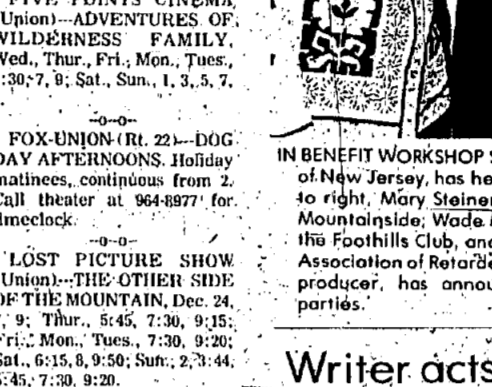 FIVE POINTS CINEMA
Union)---ADVENTURES OF
WILDERNESS FAMILY,
Wed., Thur., Fri., Mon., Tues.,
:30, 7, 9; Sat., Sun., 1, 3, 5, 7,
--o--o--
FOX-UNION (Rt. 22)---DOG
DAY AFTERNOONS. Holiday
matinees, continuous from 2.
Call theater at 964-8977 for
imeclock.
--o--o--
LOST PICTURE SHOW
Union)---THE OTHER SIDE
OF THE MOUNTAIN, Dec. 24,
, 9; Thur., 5:45, 7:30, 9:15;
Fri., Mon., Tues., 7:30, 9:20;
Sat., 6:15, 8, 9:50; Sun., 2, 3:44,
5:45, 7:30, 9:20.
IN BENEFIT WORKSHOP
of New Jersey, has he
to right, Mary Steiner
Mountainside; Wade
the Foothills Club, and
Association of Retarde
producer, has annou
parties.
Writer acts